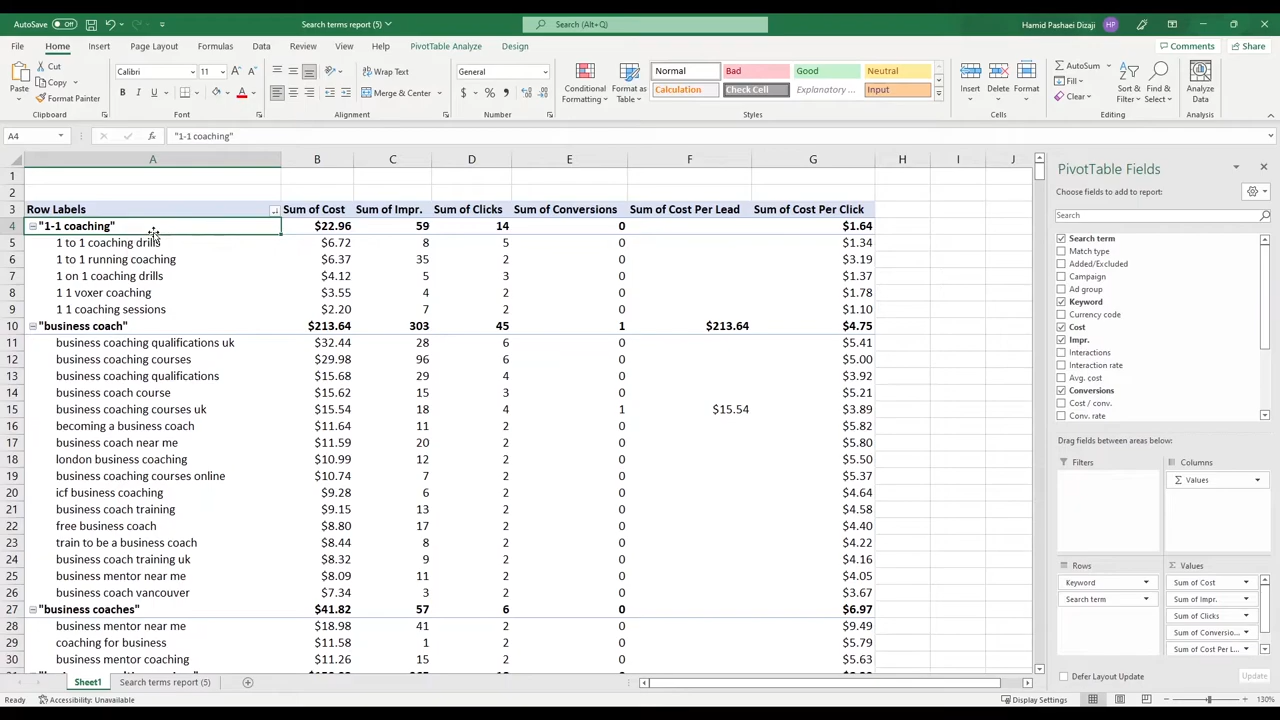 AutoSave Off Search terms report (5) Search (Alt+Q) Hamid Pashaei Dizaji HP
File Home Insert Page Layout Formulas Data Review View Help PivotTable Analyze Design Comments Share
Paste Cut Copy Format Painter Clipboard
Calibri 11 Font
Wrap Text Merge & Center Alignment
General Number
Conditional Formatting Format as Table
Normal Bad Good Neutral
Calculation Check Cell Explanatory ... Input
Styles
Insert Delete Format Cells
AutoSum Fill Clear Sort & Filter Find & Select Editing
Analyze Data Analysis
A4 fx "1-1 coaching"
A B C D E F G H I J
1
2
3 Row Labels Sum of Cost Sum of Impr. Sum of Clicks Sum of Conversions Sum of Cost Per Lead Sum of Cost Per Click
4 "1-1 coaching" $22.96 59 14 0 $1.64
5 1 to 1 coaching drills $6.72 8 5 0 $1.34
6 1 to 1 running coaching $6.37 35 2 0 $3.19
7 1 on 1 coaching drills $4.12 5 3 0 $1.37
8 1 1 voxer coaching $3.55 4 2 0 $1.78
9 1 1 coaching sessions $2.20 7 2 0 $1.10
10 "business coach" $213.64 303 45 1 $213.64 $4.75
11 business coaching qualifications uk $32.44 28 6 0 $5.41
12 business coaching courses $29.98 96 6 0 $5.00
13 business coaching qualifications $15.68 29 4 0 $3.92
14 business coach course $15.62 15 3 0 $5.21
15 business coaching courses uk $15.54 18 4 1 $15.54 $3.89
16 becoming a business coach $11.64 11 2 0 $5.82
17 business coach near me $11.59 20 2 0 $5.80
18 london business coaching $10.99 12 2 0 $5.50
19 business coaching courses online $10.74 7 2 0 $5.37
20 icf business coaching $9.28 6 2 0 $4.64
21 business coach training $9.15 13 2 0 $4.58
22 free business coach $8.80 17 2 0 $4.40
23 train to be a business coach $8.44 8 2 0 $4.22
24 business coach training uk $8.32 9 2 0 $4.16
25 business mentor near me $8.09 11 2 0 $4.05
26 business coach vancouver $7.34 3 2 0 $3.67
27 "business coaches" $41.82 57 6 0 $6.97
28 business mentor near me $18.98 41 2 0 $9.49
29 coaching for business $11.58 1 2 0 $5.79
30 business mentor coaching $11.26 15 2 0 $5.63
PivotTable Fields
Choose fields to add to report:
Search
Search term
Match type
Added/Excluded
Campaign
Ad group
Keyword
Currency code
Cost
Impr.
Interactions
Interaction rate
Avg. cost
Conversions
Cost / conv.
Conv. rate
Drag fields between areas below:
Filters Columns
Values
Rows Values
Keyword Sum of Cost
Search term Sum of Impr.
Sum of Clicks
Sum of Conversio...
Sum of Cost Per L...
Defer Layout Update Update
Sheet1 Search terms report (5)
Ready Accessibility: Unavailable Display Settings 130%